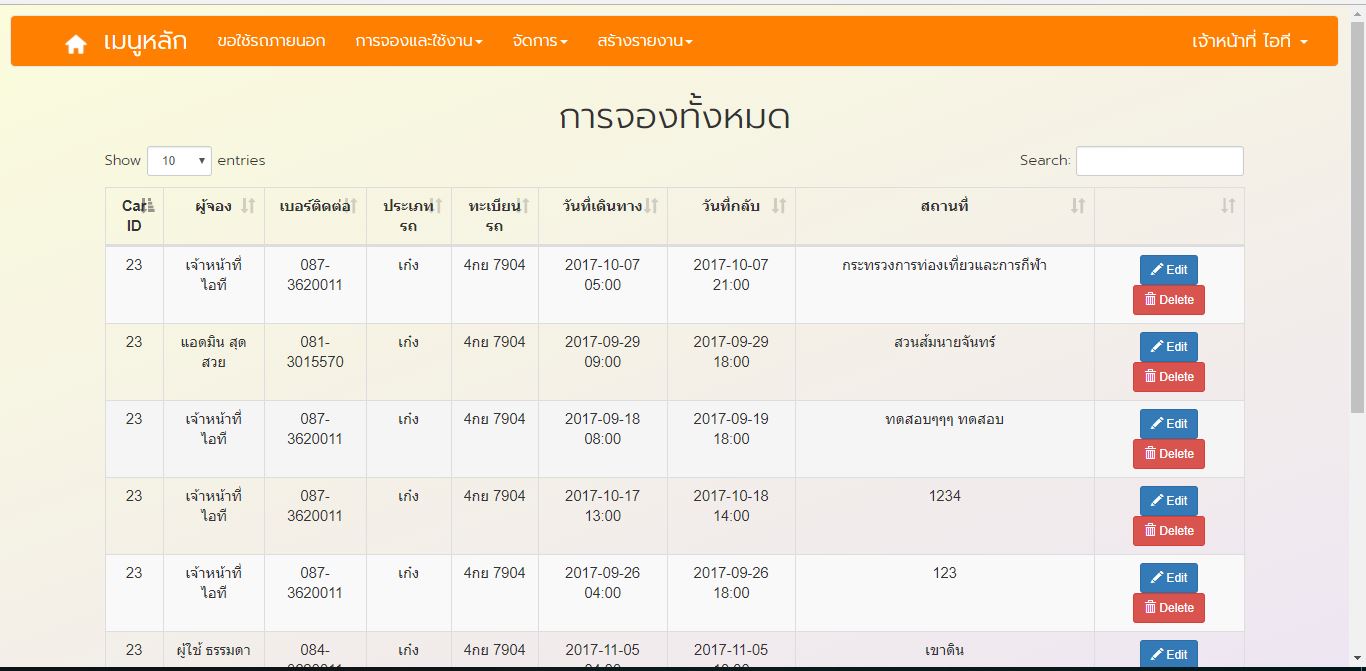 เมนูหลัก ขอใช้รถภายนอก การจองและใช้งาน จัดการ สร้างรายงาน เจ้าหน้าที่ ไอที
การจองทั้งหมด
Show 10 entries Search:
Car ผู้จอง เบอร์ติดต่อ ประเภท ทะเบียน วันที่เดินทาง วันที่กลับ สถานที่
ID รถ รถ
23 เจ้าหน้าที่ 087- เก๋ง 4กย 7904 2017-10-07 2017-10-07 กระทรวงการท่องเที่ยวและการกีฬา Edit
ไอที 3620011 05:00 21:00 Delete
23 แอดมิน สุด 081- เก๋ง 4กย 7904 2017-09-29 2017-09-29 สวนส้มนายจันทร์ Edit
สวย 3015570 09:00 18:00 Delete
23 เจ้าหน้าที่ 087- เก๋ง 4กย 7904 2017-09-18 2017-09-19 ทดสอบๆๆๆ ทดสอบ Edit
ไอที 3620011 08:00 18:00 Delete
23 เจ้าหน้าที่ 087- เก๋ง 4กย 7904 2017-10-17 2017-10-18 1234 Edit
ไอที 3620011 13:00 14:00 Delete
23 เจ้าหน้าที่ 087- เก๋ง 4กย 7904 2017-09-26 2017-09-26 123 Edit
ไอที 3620011 04:00 18:00 Delete
23 ผู้ใช้ ธรรมดา 084- เก๋ง 4กย 7904 2017-11-05 2017-11-05 เขาดิน Edit